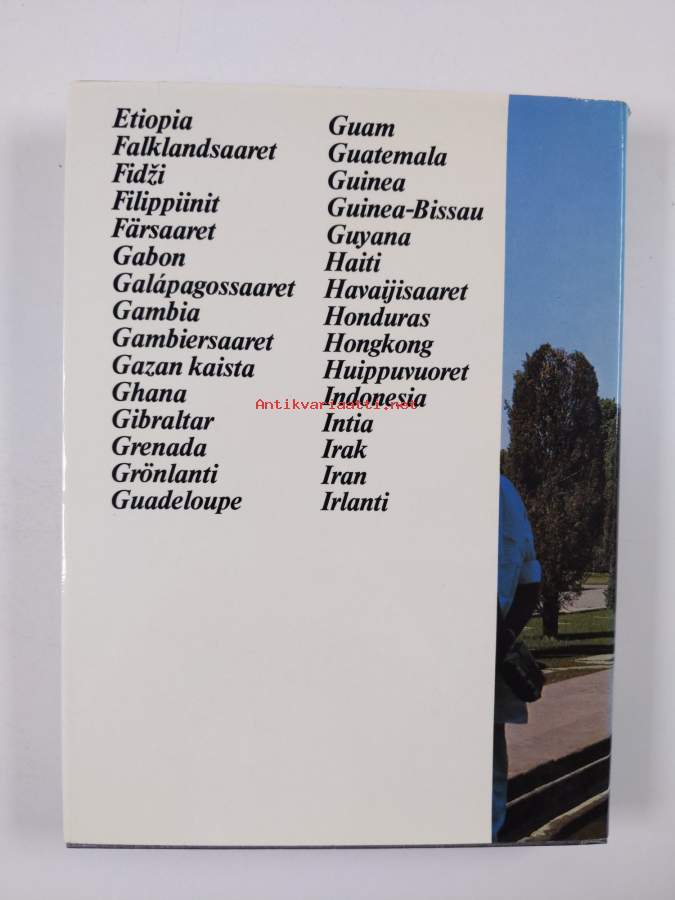 Etiopia
Falklandsaaret
Fidži
Filippiinit
Färsaaret
Gabon
Galápagossaaret
Gambia
Gambiersaaret
Gazan kaista
Ghana
Gibraltar
Grenada
Grönlanti
Guadeloupe
Guam
Guatemala
Guinea
Guinea-Bissau
Guyana
Haiti
Havaijisaaret
Honduras
Hongkong
Huippuvuoret
Indonesia
Intia
Irak
Iran
Irlanti
Antikvariaatti.net